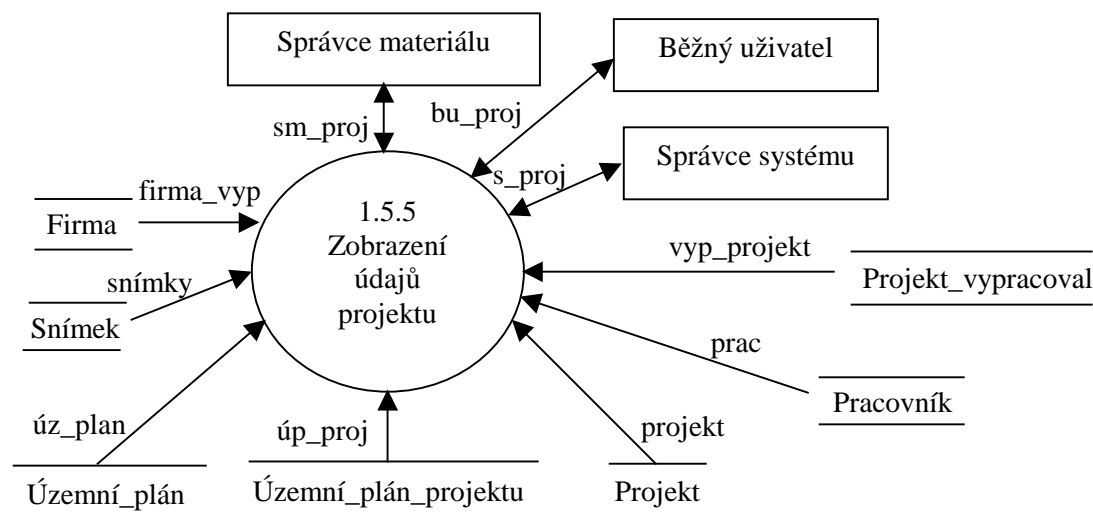 Správce materiálu
Běžný uživatel
sm_proj
bu_proj
Správce systému
s_proj
firma_vyp
Firma
1.5.5
Zobrazení
údajů
projektu
vyp_projekt
Projekt_vypracoval
snímky
Snímek
prac
Pracovník
úz_plan
úp_proj
projekt
Územní_plán
Územní_plán_projektu
Projekt